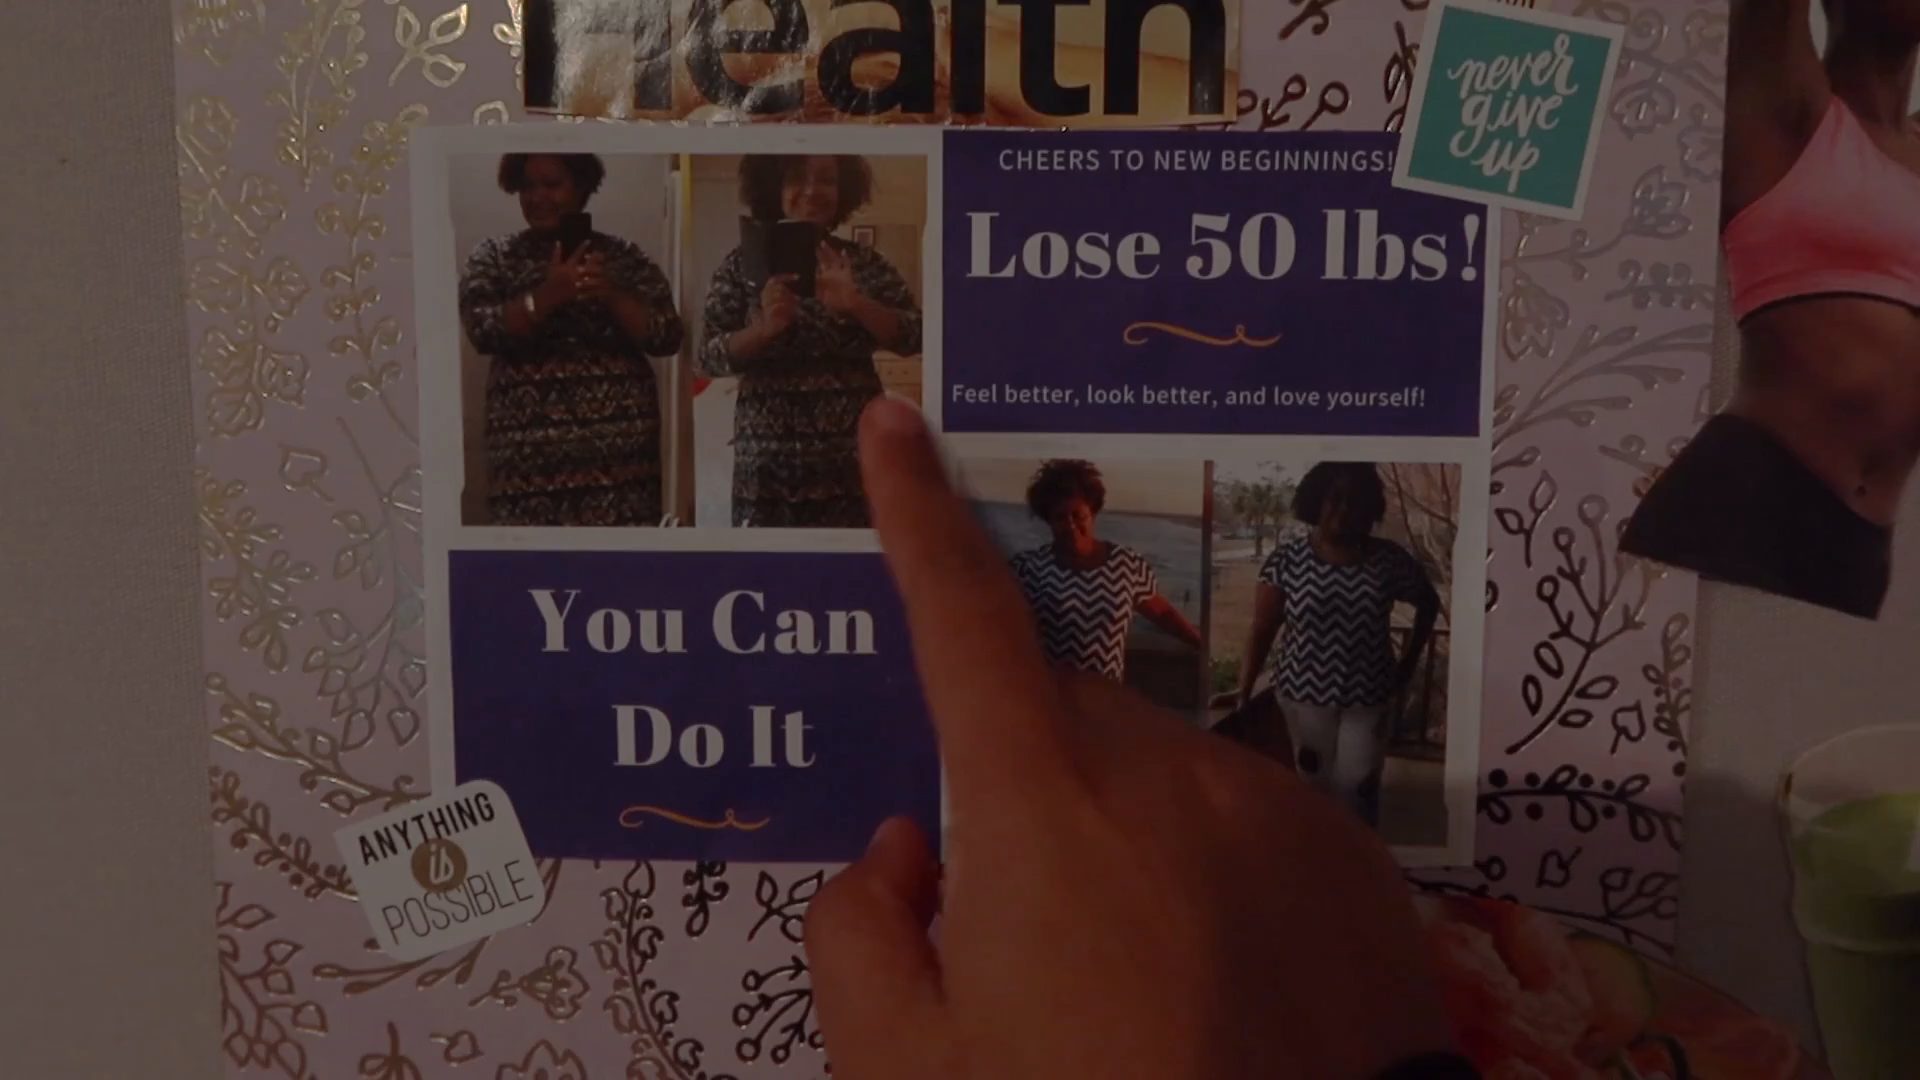 Health
never
give
up
CHEERS TO NEW BEGINNINGS!
Lose 50 lbs!
Feel better, look better, and love yourself!
You Can
Do It
ANYTHING
is
POSSIBLE